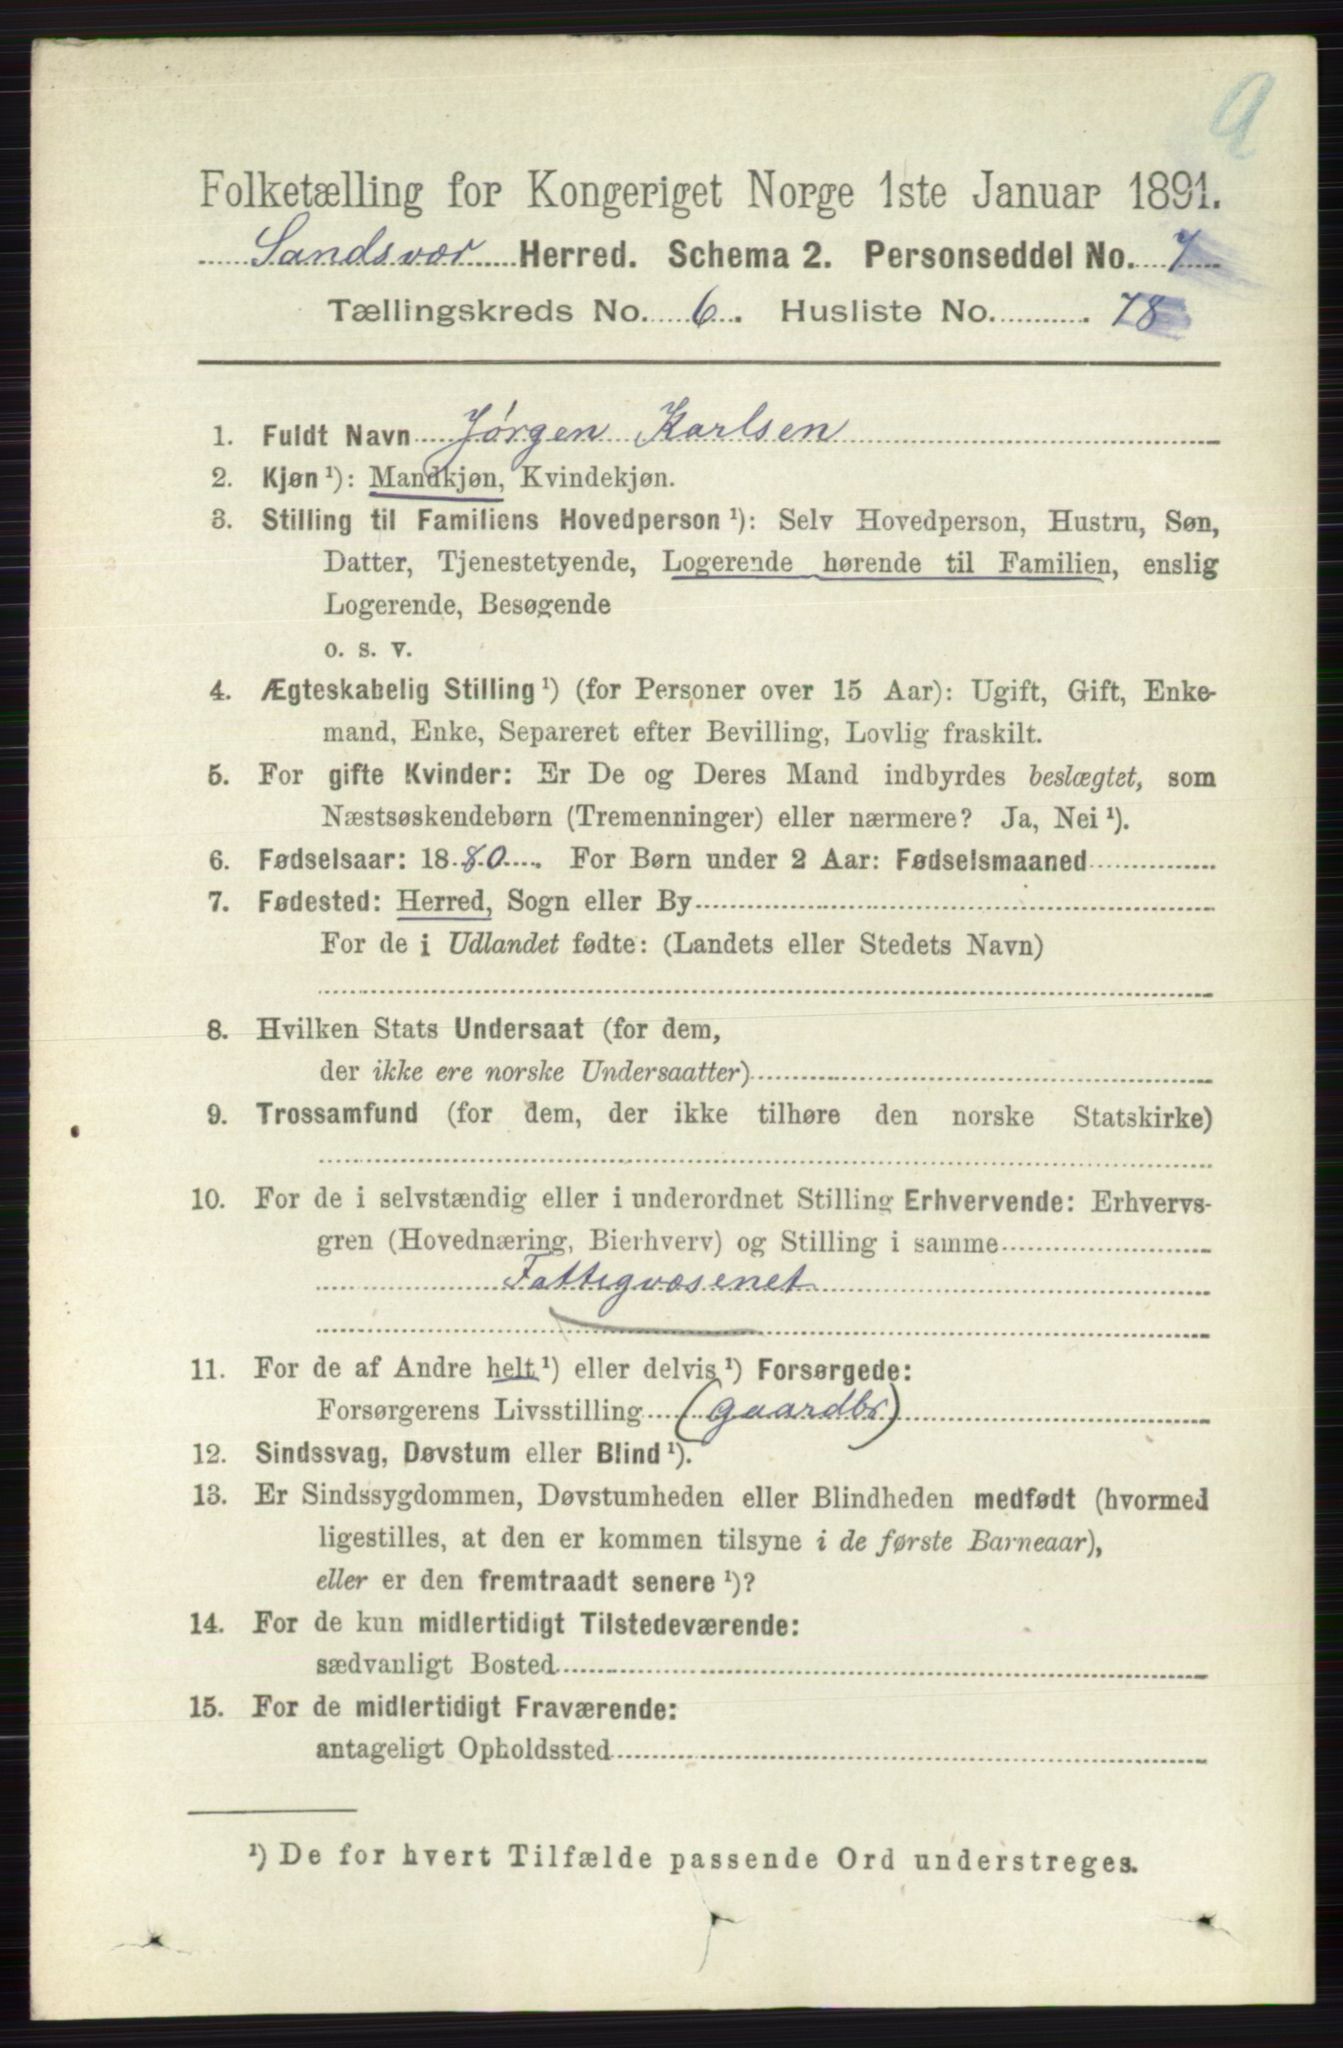 a
Folketælling for Kongeriget Norge 1ste Januar 1891.
Sandsvær Herred. Schema 2. Personseddel No. 7
Tællingskreds No. 6. Husliste No. 78
1. Fuldt Navn Jørgen Karlsen
2. Kjøn ¹): Mandkjøn, Kvindekjøn.
3. Stilling til Familiens Hovedperson ¹): Selv Hovedperson, Hustru, Søn,
Datter, Tjenestetyende, Logerende hørende til Familien, enslig
Logerende, Besøgende
o. s. v.
4. Ægteskabelig Stilling ¹) (for Personer over 15 Aar): Ugift, Gift, Enke-
mand, Enke, Separeret efter Bevilling, Lovlig fraskilt.
5. For gifte Kvinder: Er De og Deres Mand indbyrdes beslægtet, som
Næstsøskendebørn (Tremenninger) eller nærmere? Ja, Nei ¹).
6. Fødselsaar: 1880. For Børn under 2 Aar: Fødselsmaaned
7. Fødested: Herred, Sogn eller By
For de i Udlandet fødte: (Landets eller Stedets Navn)
8. Hvilken Stats Undersaat (for dem,
der ikke ere norske Undersaatter)
9. Trossamfund (for dem, der ikke tilhøre den norske Statskirke)
10. For de i selvstændig eller i underordnet Stilling Erhvervende: Erhvervs-
gren (Hovednæring, Bierhverv) og Stilling i samme
Fattigvæsenet
11. For de af Andre helt ¹) eller delvis ¹) Forsørgede:
Forsørgerens Livsstilling (gaardbr)
12. Sindssvag, Døvstum eller Blind ¹).
13. Er Sindssygdommen, Døvstumheden eller Blindheden medfødt (hvormed
ligestilles, at den er kommen tilsyne i de første Barneaar),
eller er den fremtraadt senere ¹)?
14. For de kun midlertidigt Tilstedeværende:
sædvanligt Bosted
15. For de midlertidigt Fraværende:
antageligt Opholdssted
¹) De for hvert Tilfælde passende Ord understreges.